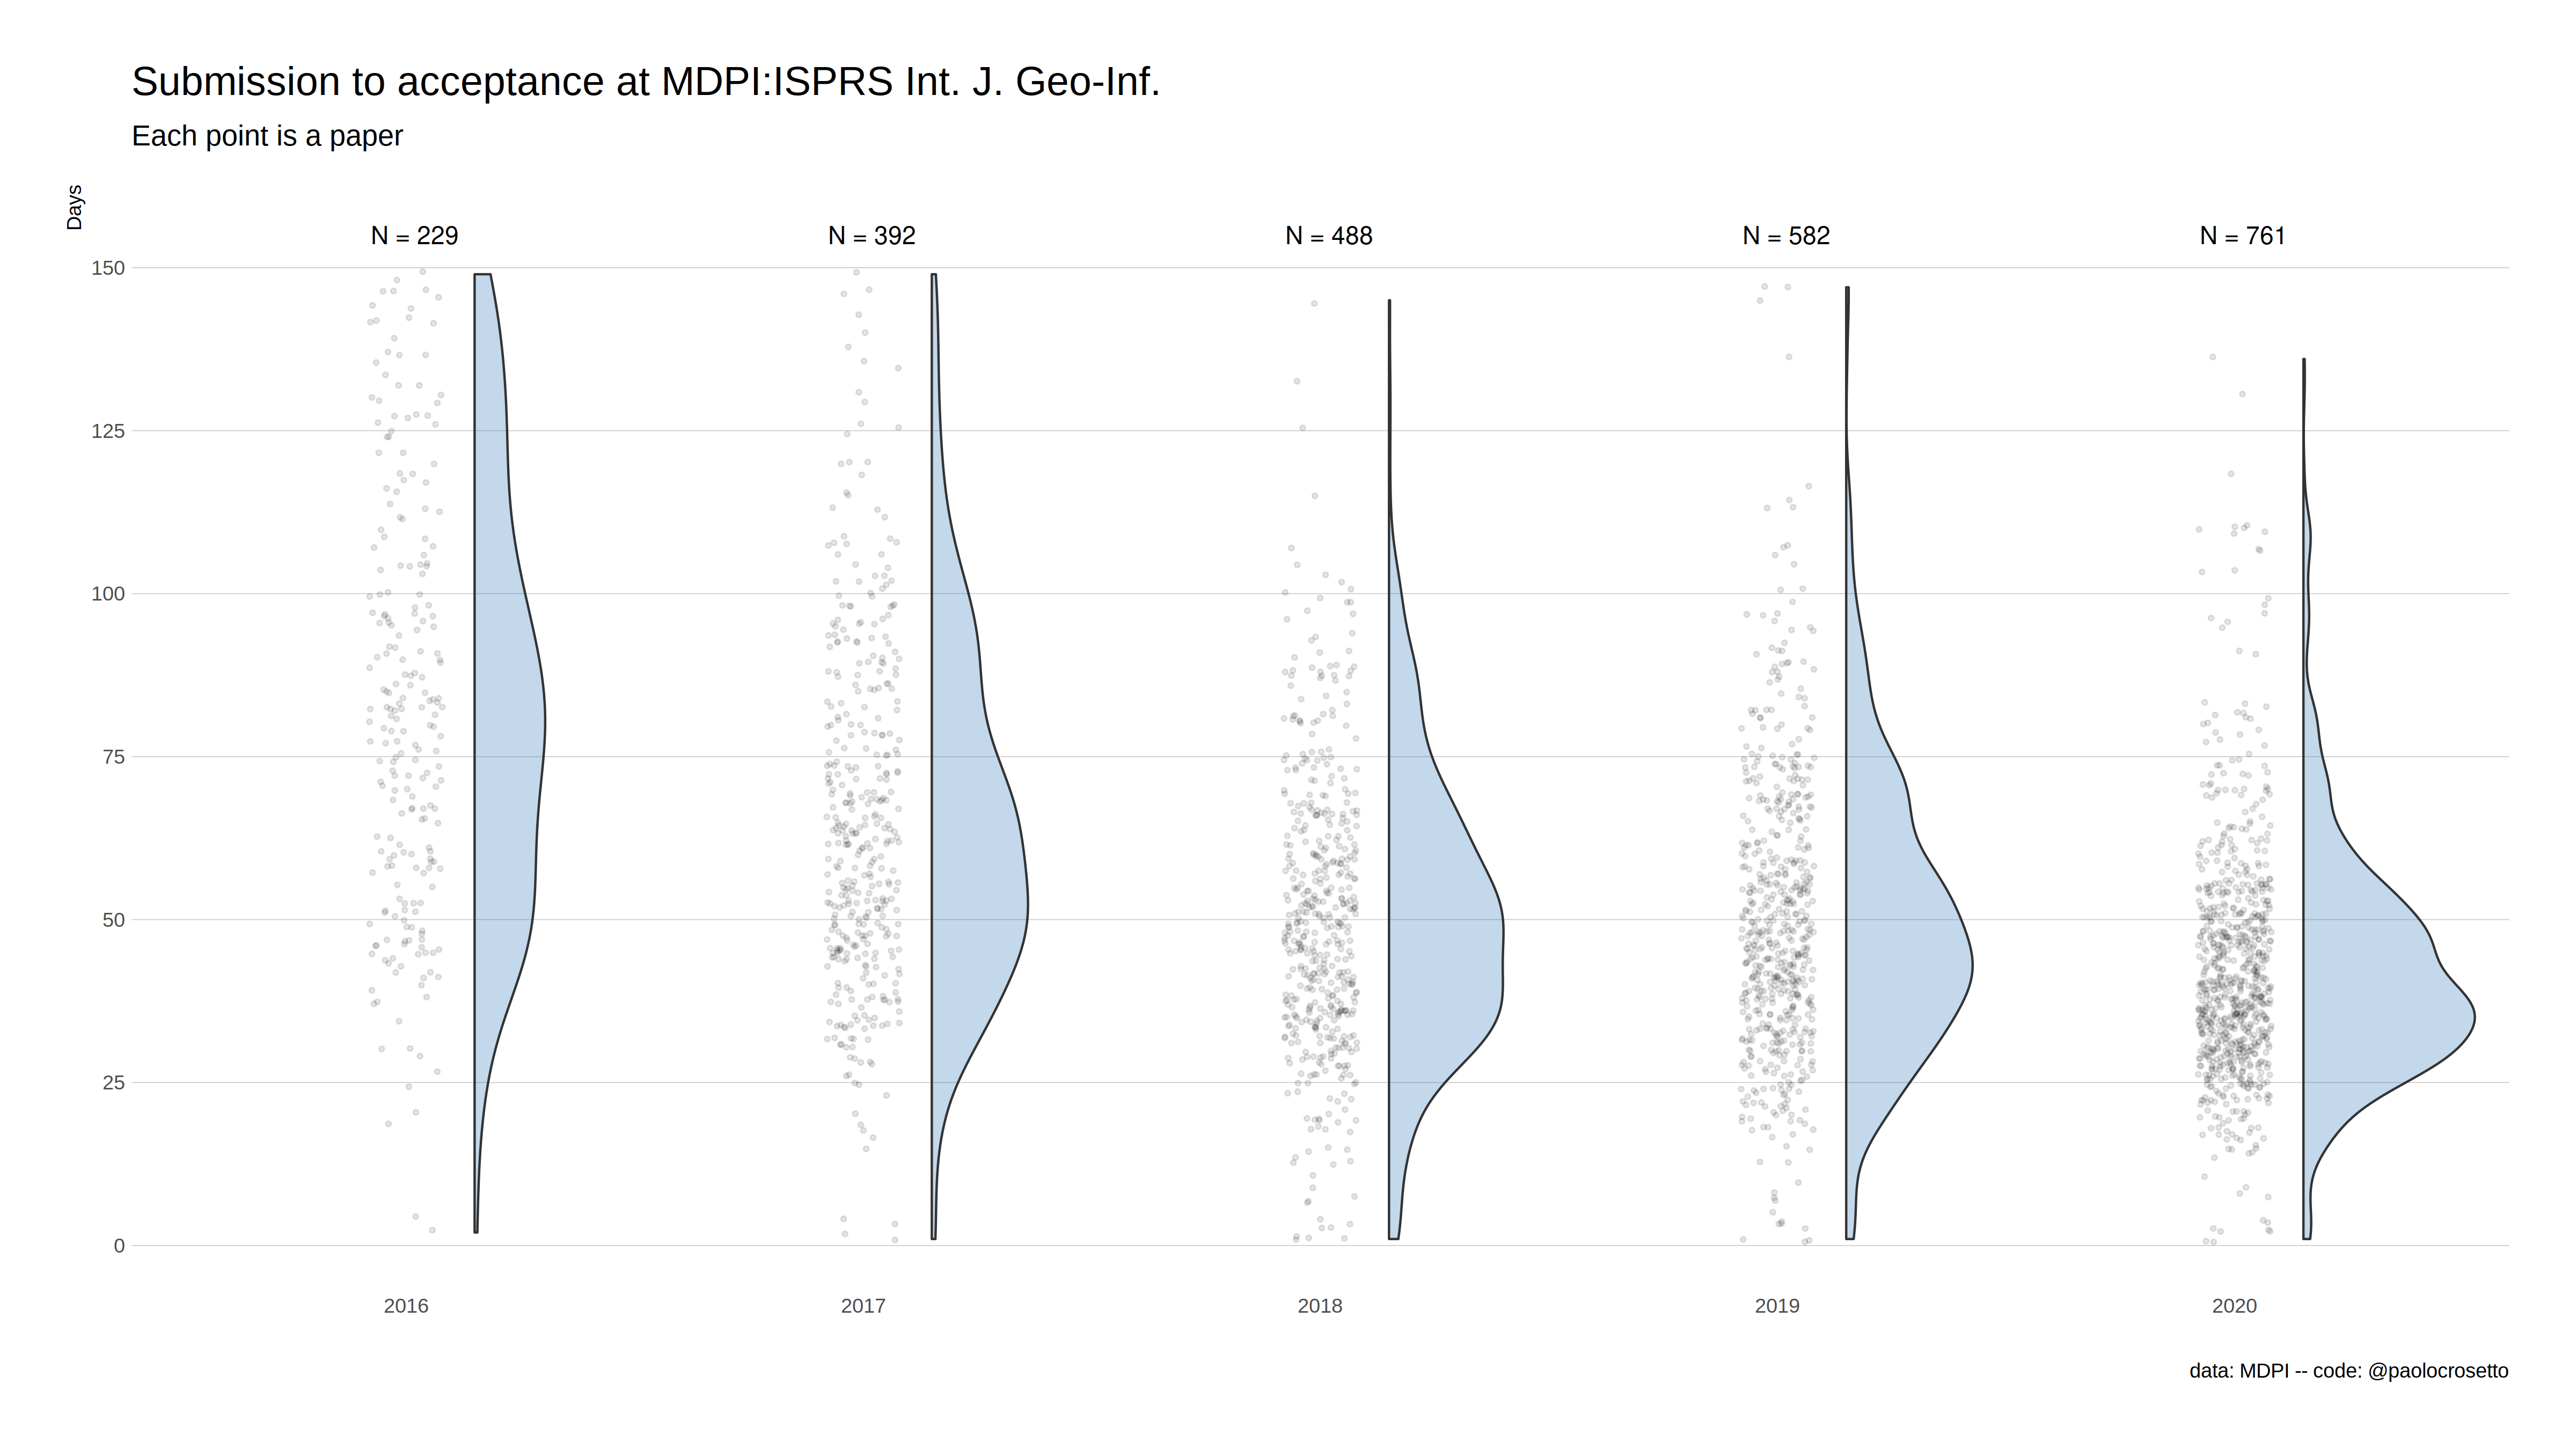 Submission to acceptance at MDPI:ISPRS Int. J. Geo-Inf.
Each point is a paper
Days
N = 229 N = 392 N = 488 N = 582 N = 761
150
125
100
75
50
25
0
2016 2017 2018 2019 2020
data: MDPI -- code: @paolocrosetto